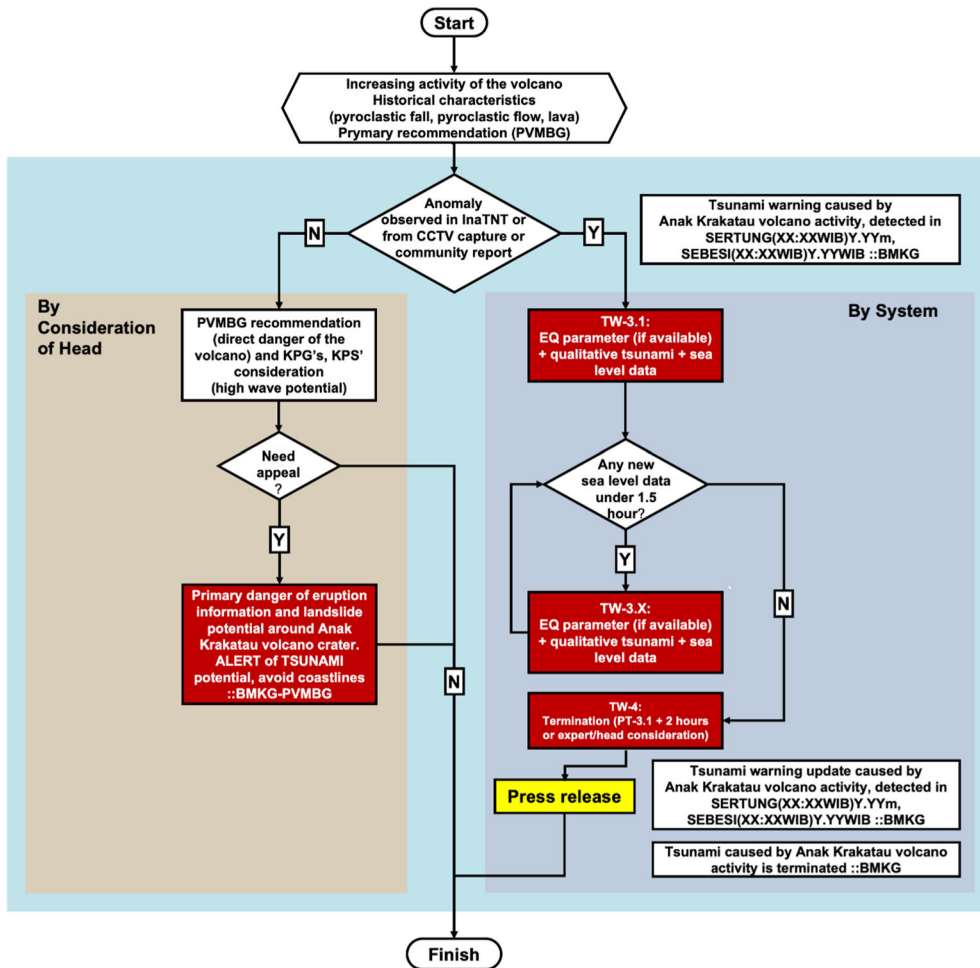 Start
Increasing activity of the volcano
Historical characteristics
(pyroclastic fall, pyroclastic flow, lava)
Prymary recommendation (PVMBG)
Anomaly
observed in InaTNT or
from CCTV capture or
community report
N
Y
Tsunami warning caused by
Anak Krakatau volcano activity, detected in
SERTUNG(XX:XXWIB)Y.YYm,
SEBESI(XX:XXWIB)Y.YYWIB ::BMKG
By
Consideration
of Head
PVMBG recommendation
(direct danger of the
volcano) and KPG's, KPS'
consideration
(high wave potential)
By System
TW-3.1:
EQ parameter (if available)
+ qualitative tsunami + sea
level data
Need
appeal
?
Any new
sea level data
under 1.5
hour?
Y
Y
N
Primary danger of eruption
information and landslide
potential around Anak
Krakatau volcano crater.
ALERT of TSUNAMI
potential, avoid coastlines
::BMKG-PVMBG
N
TW-3.X:
EQ parameter (if available)
+ qualitative tsunami + sea
level data
TW-4:
Termination (PT-3.1 + 2 hours
or expert/head consideration)
Press release
Tsunami warning update caused by
Anak Krakatau volcano activity, detected in
SERTUNG(XX:XXWIB)Y.YYm,
SEBESI(XX:XXWIB)Y.YYWIB ::BMKG
Tsunami caused by Anak Krakatau volcano
activity is terminated ::BMKG
Finish